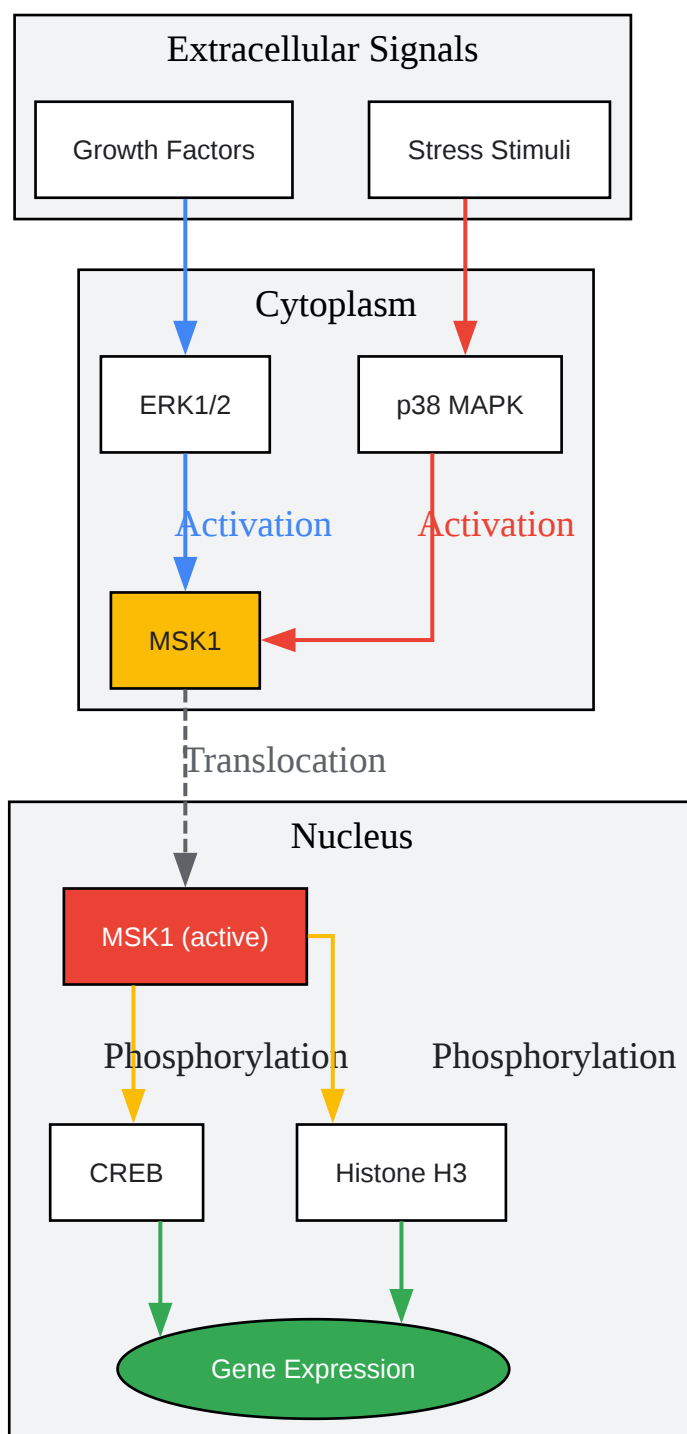 Extracellular Signals
Growth Factors
Stress Stimuli
Cytoplasm
ERK1/2
p38 MAPK
Activation
Activation
MSK1
Translocation
Nucleus
MSK1 (active)
Phosphorylation
Phosphorylation
CREB
Histone H3
Gene Expression